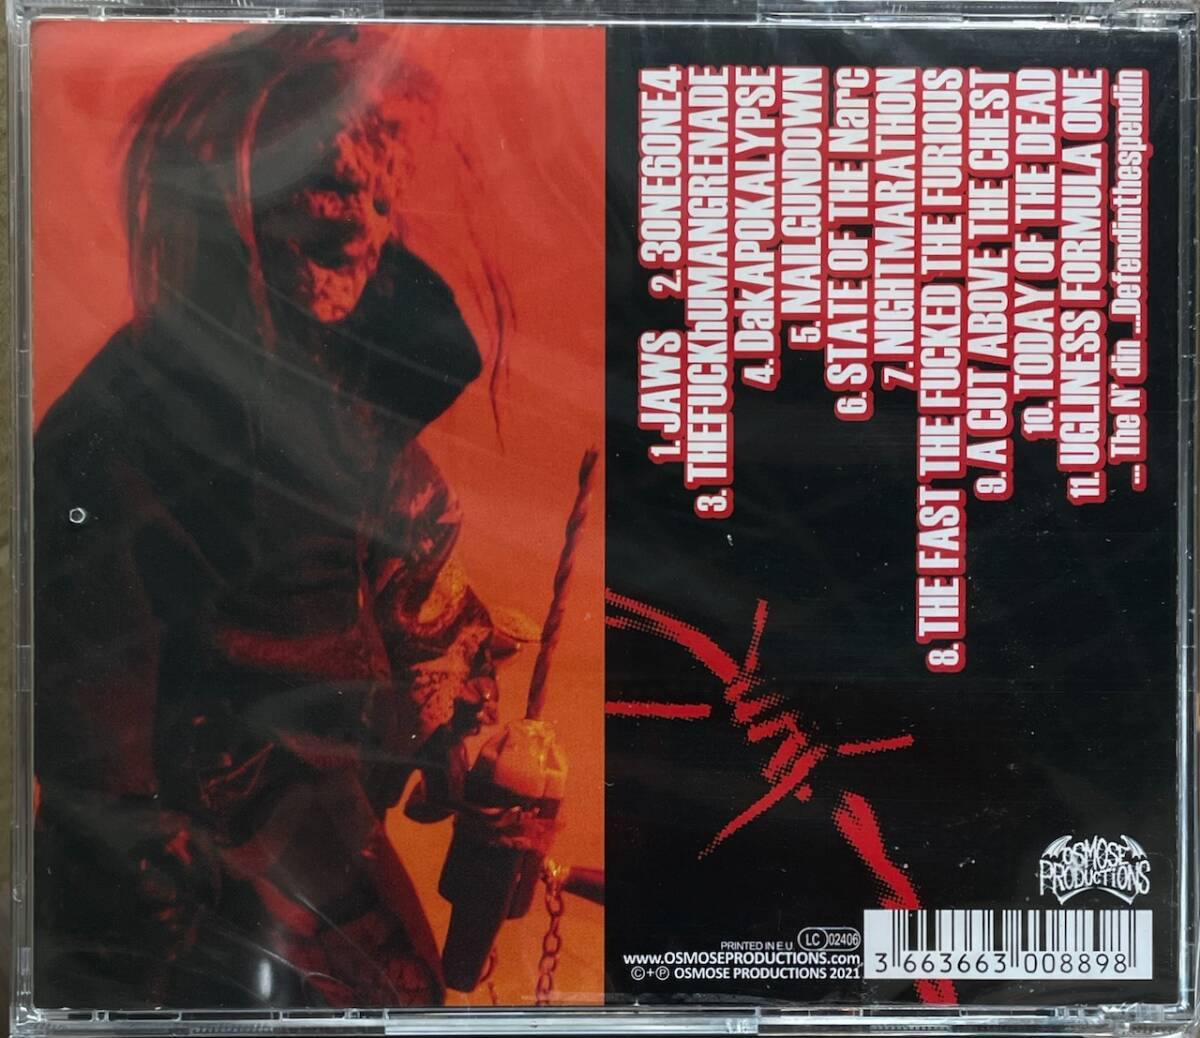 1. JAWS 2. 3ONE6ONE4
3. THEFUCKhUMANGRENADE
4. DaKAPOKALYPSE
5. NAILGUNDOWN
6. STATE OF THE Narc
7. NIGHTMARATHON
8. THE FAST THE FUCKED THE FURIOUS
9. A CUT ABOVE THE CHEST
10. TODAY OF THE DEAD
11. UGLINESS FORMULA ONE
... The N' din ...Defendinthespendin
OSMOSE
PRODUCTIONS
PRINTED IN E.U. LC 02406
www.OSMOSEPRODUCTIONS.com
©+℗ OSMOSE PRODUCTIONS 2021
3 663663 008898